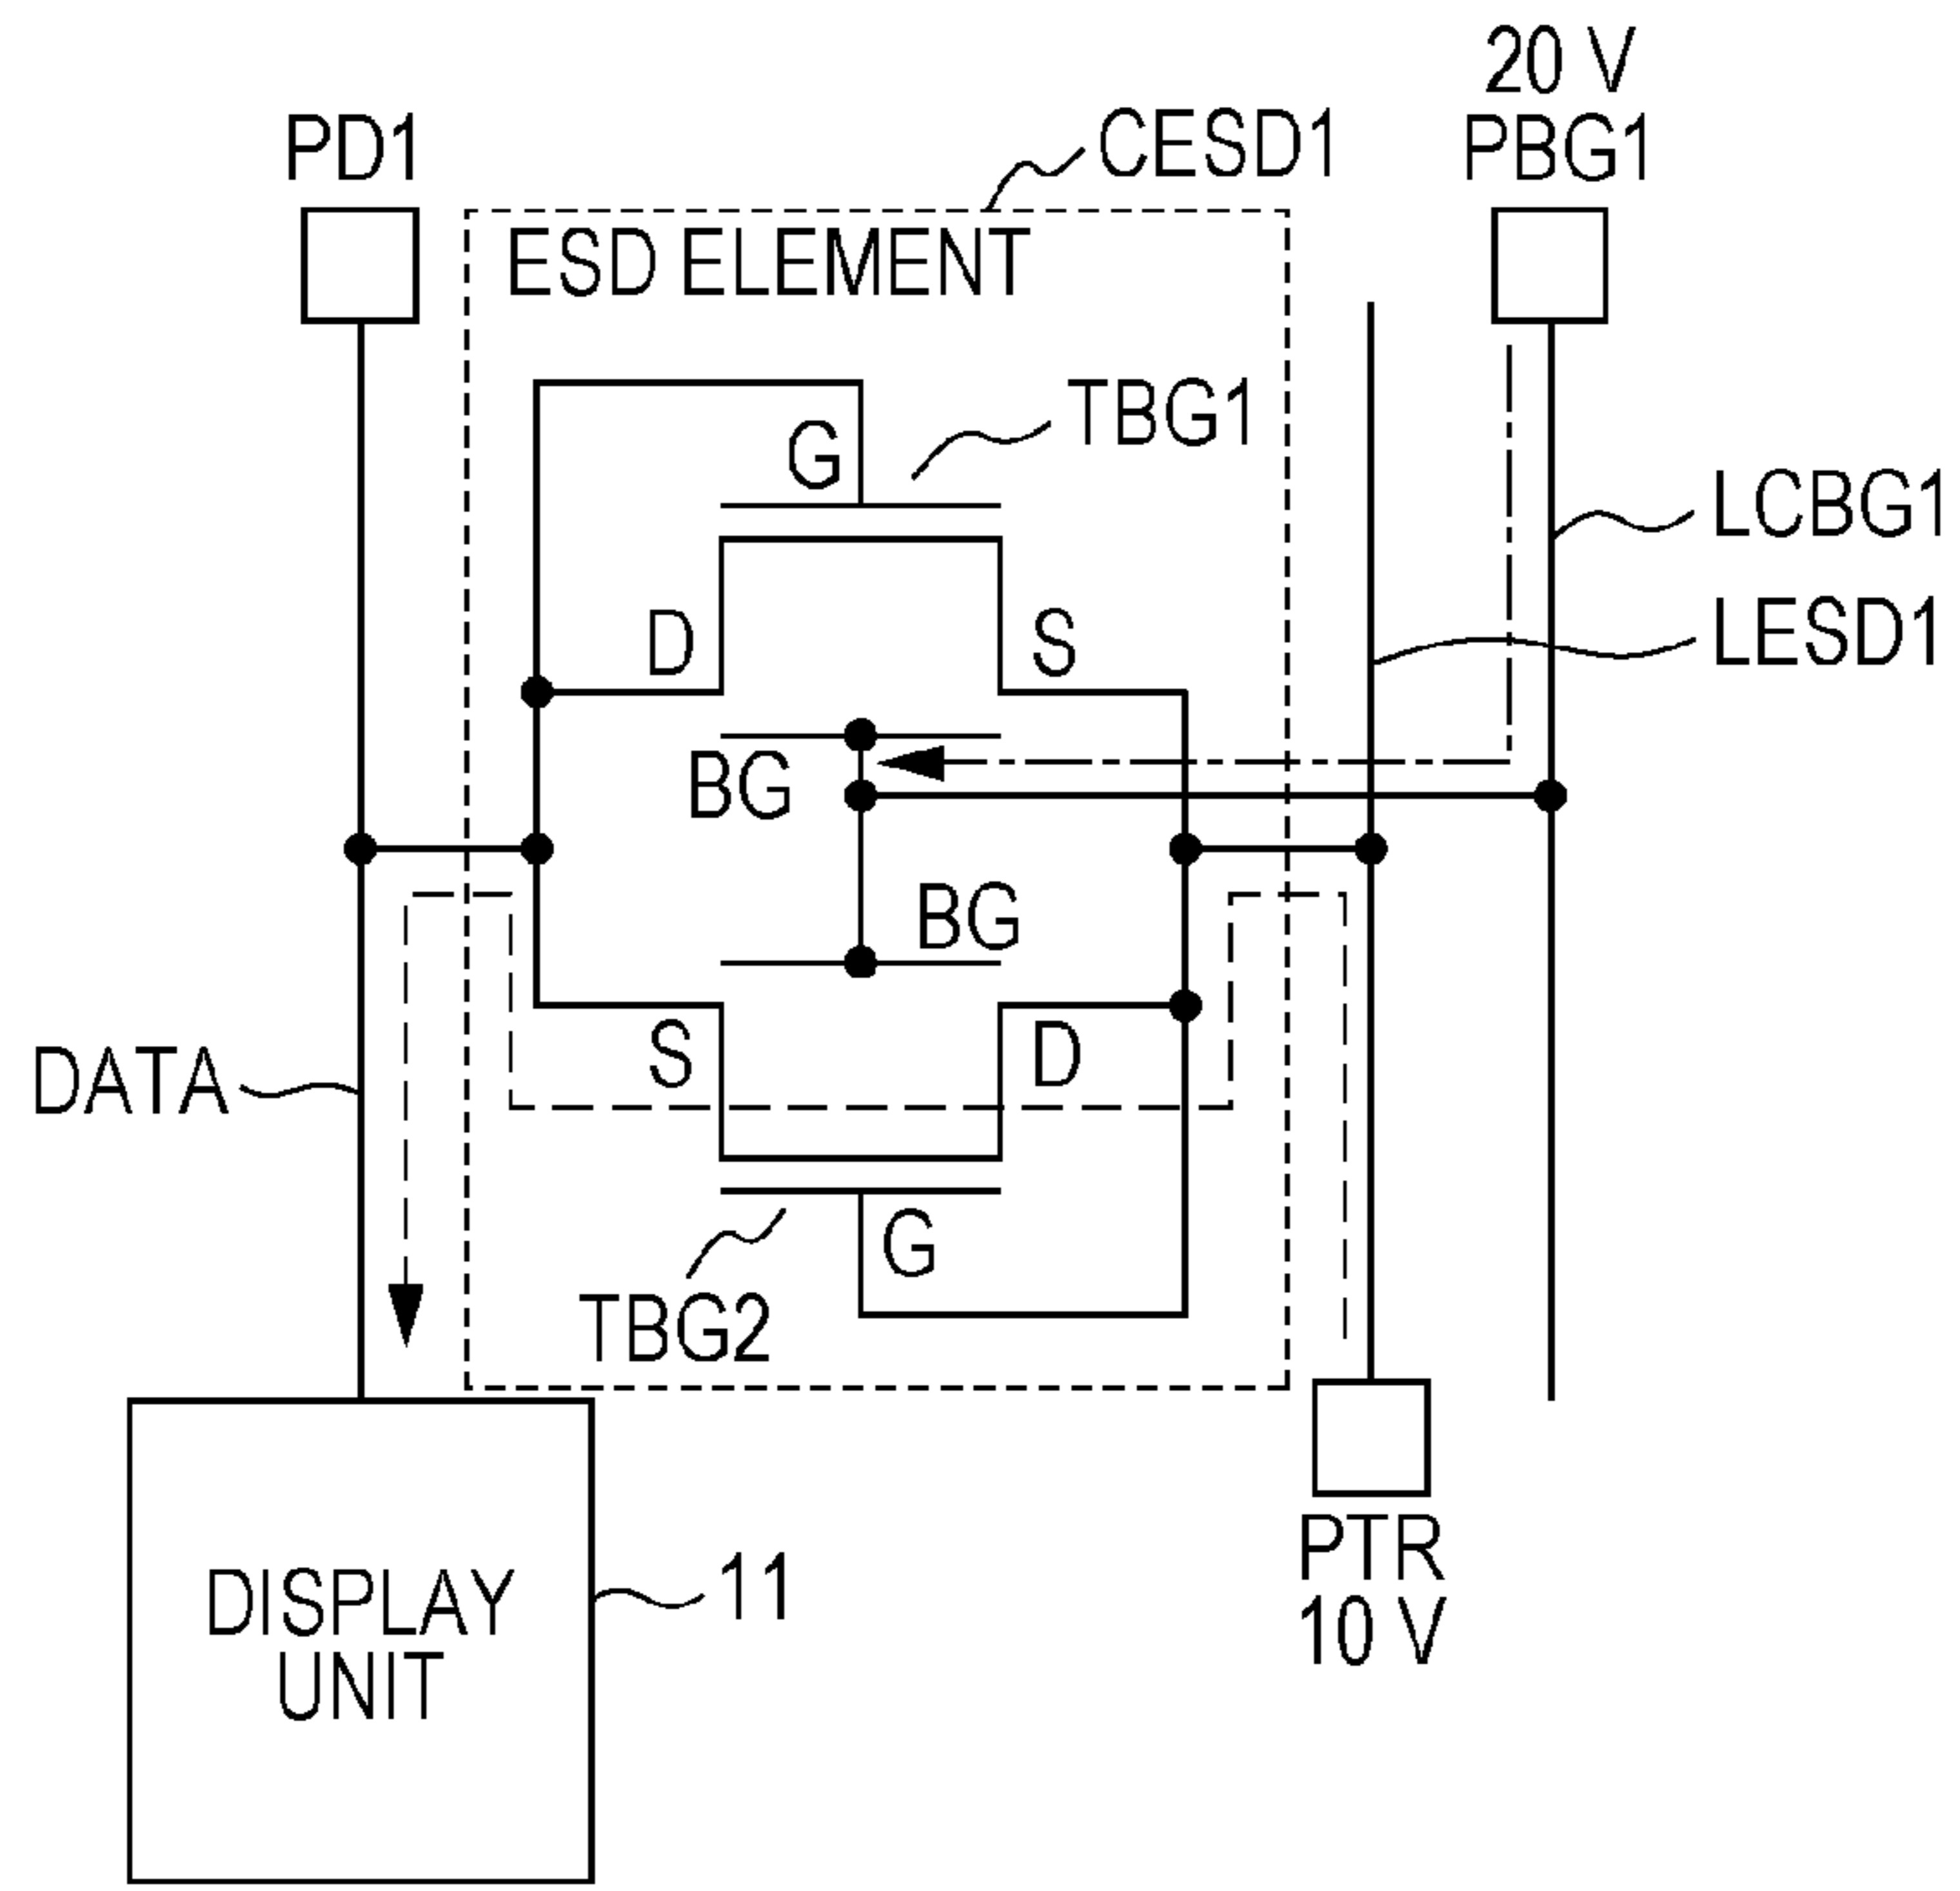 20 V
PD1
CESD1
PBG1
ESD ELEMENT
TBG1
G
LCBG1
D
S
LESD1
BG
BG
S
D
DATA
G
TBG2
PTR
10 V
11
DISPLAY
UNIT